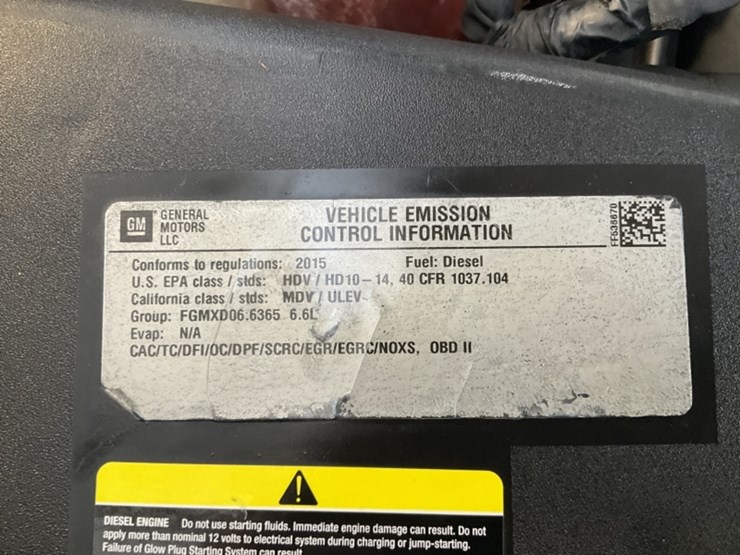 GM GENERAL MOTORS LLC
VEHICLE EMISSION
CONTROL INFORMATION
FF536670
Conforms to regulations: 2015 Fuel: Diesel
U.S. EPA class / stds: HDV / HD10-14, 40 CFR 1037.104
California class / stds: MDV / ULEV
Group: FGMXD06.6365 6.6L
Evap: N/A
CAC/TC/DFI/OC/DPF/SCRC/EGR/EGRC/NOXS, OBD II
DIESEL ENGINE Do not use starting fluids. Immediate engine damage can result. Do not
apply more than nominal 12 volts to electrical system during charging or jump-starting.
Failure of Glow Plug Starting System can result